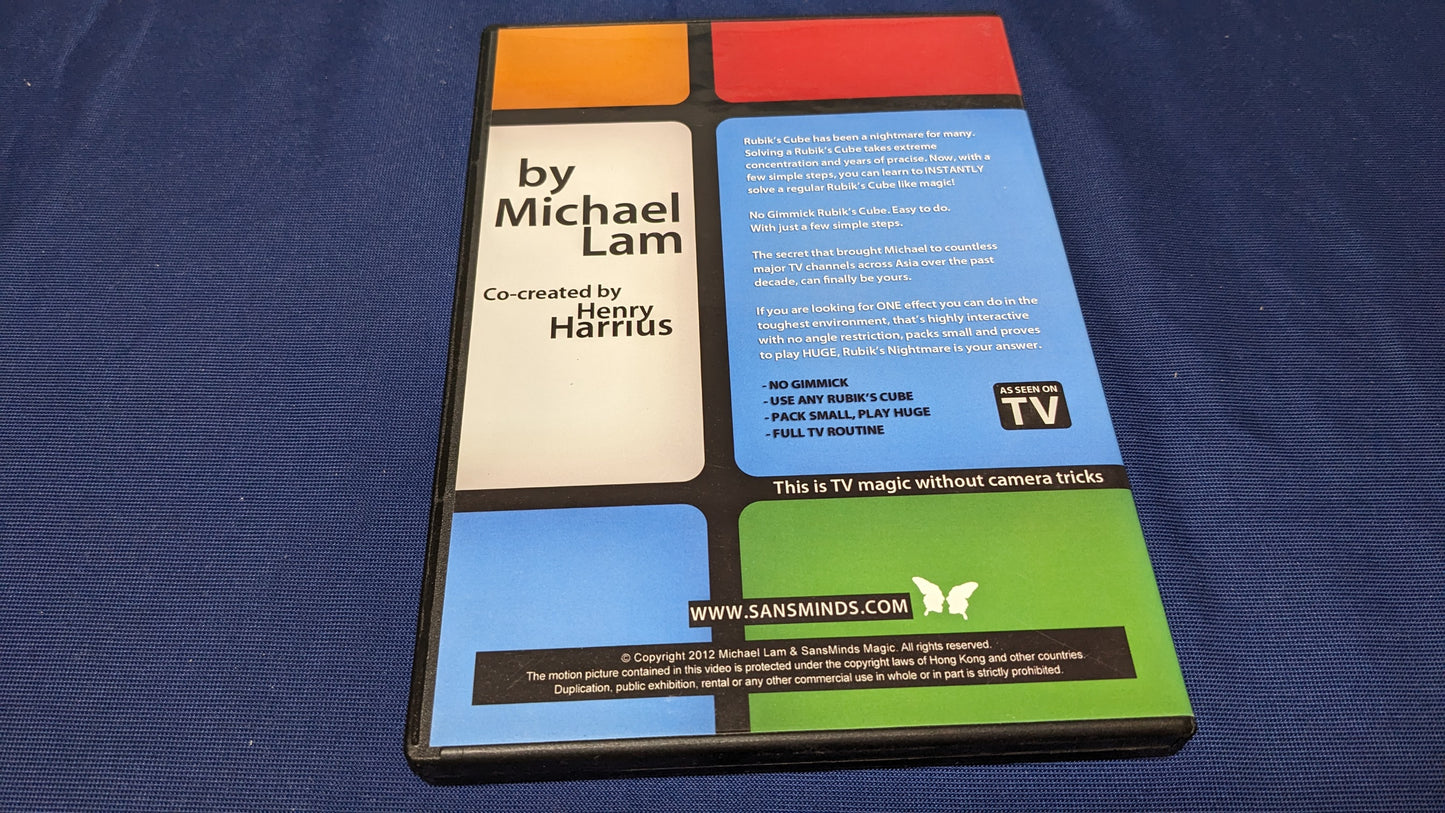 by
Michael
Lam
Co-created by
Henry
Harrius
Rubik's Cube has been a nightmare for many.
Solving a Rubik's Cube takes extreme
concentration and years of pracise. Now, with a
few simple steps, you can learn to INSTANTLY
solve a regular Rubik's Cube like magic!
No Gimmick Rubik's Cube. Easy to do.
With just a few simple steps.
The secret that brought Michael to countless
major TV channels across Asia over the past
decade, can finally be yours.
If you are looking for ONE effect you can do in the
toughest environment, that's highly interactive
with no angle restriction, packs small and proves
to play HUGE, Rubik's Nightmare is your answer.
- NO GIMMICK
- USE ANY RUBIK'S CUBE
- PACK SMALL, PLAY HUGE
- FULL TV ROUTINE
AS SEEN ON
TV
This is TV magic without camera tricks
WWW.SANSMINDS.COM
© Copyright 2012 Michael Lam & SansMinds Magic. All rights reserved.
The motion picture contained in this video is protected under the copyright laws of Hong Kong and other countries.
Duplication, public exhibition, rental or any other commercial use in whole or in part is strictly prohibited.